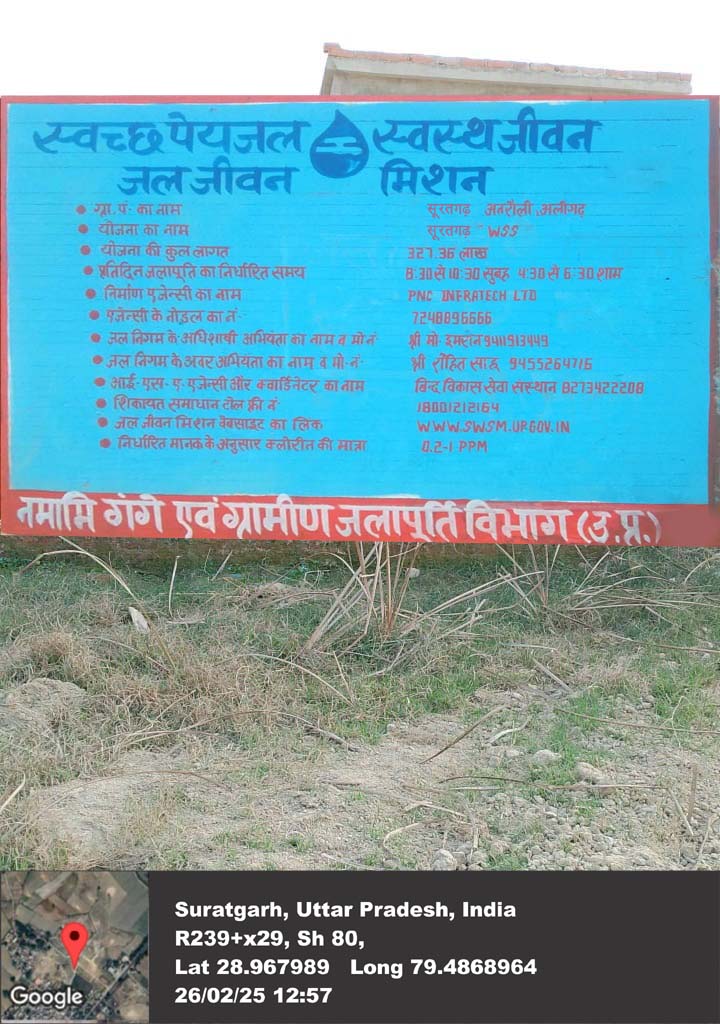 स्वच्छ पेयजल स्वस्थ जीवन
जल जीवन मिशन
• ग्रा. पं. का नाम सूरतगढ़ अतरौली अलीगढ़
• योजना का नाम सूरतगढ़ WSS
• योजना की कुल लागत 327.36 लाख
• प्रतिदिन जलापूर्ति का निर्धारित समय 8:30 से 10:30 सुबह 4:30 से 6:30 शाम
• निर्माण एजेन्सी का नाम PNC INFRATECH LTD
• एजेन्सी के नोडल का नं- 7248896666
• जल निगम के अधिशाषी अभियंता का नाम व मो नं- श्री मो- इमरान 9411913449
• जल निगम के अवर अभियंता का नाम व मो- नं- श्री रोहित साहू 9455264716
• आई- एस- ए- एजेन्सी और क्वार्डिनेटर का नाम बिन्दु विकास सेवा संस्थान 8273422208
• शिकायत समाधान टोल फ्री नं 18001212164
• जल जीवन मिशन वेबसाइट का लिंक WWW.SWSM.UP.GOV.IN
• निर्धारित मानक के अनुसार क्लोरीन की मात्रा 0.2-1 PPM
नमामि गंगे एवं ग्रामीण जलापूर्ति विभाग (उ.प्र.)
Suratgarh, Uttar Pradesh, India
R239+x29, Sh 80,
Lat 28.967989 Long 79.4868964
26/02/25 12:57
Google